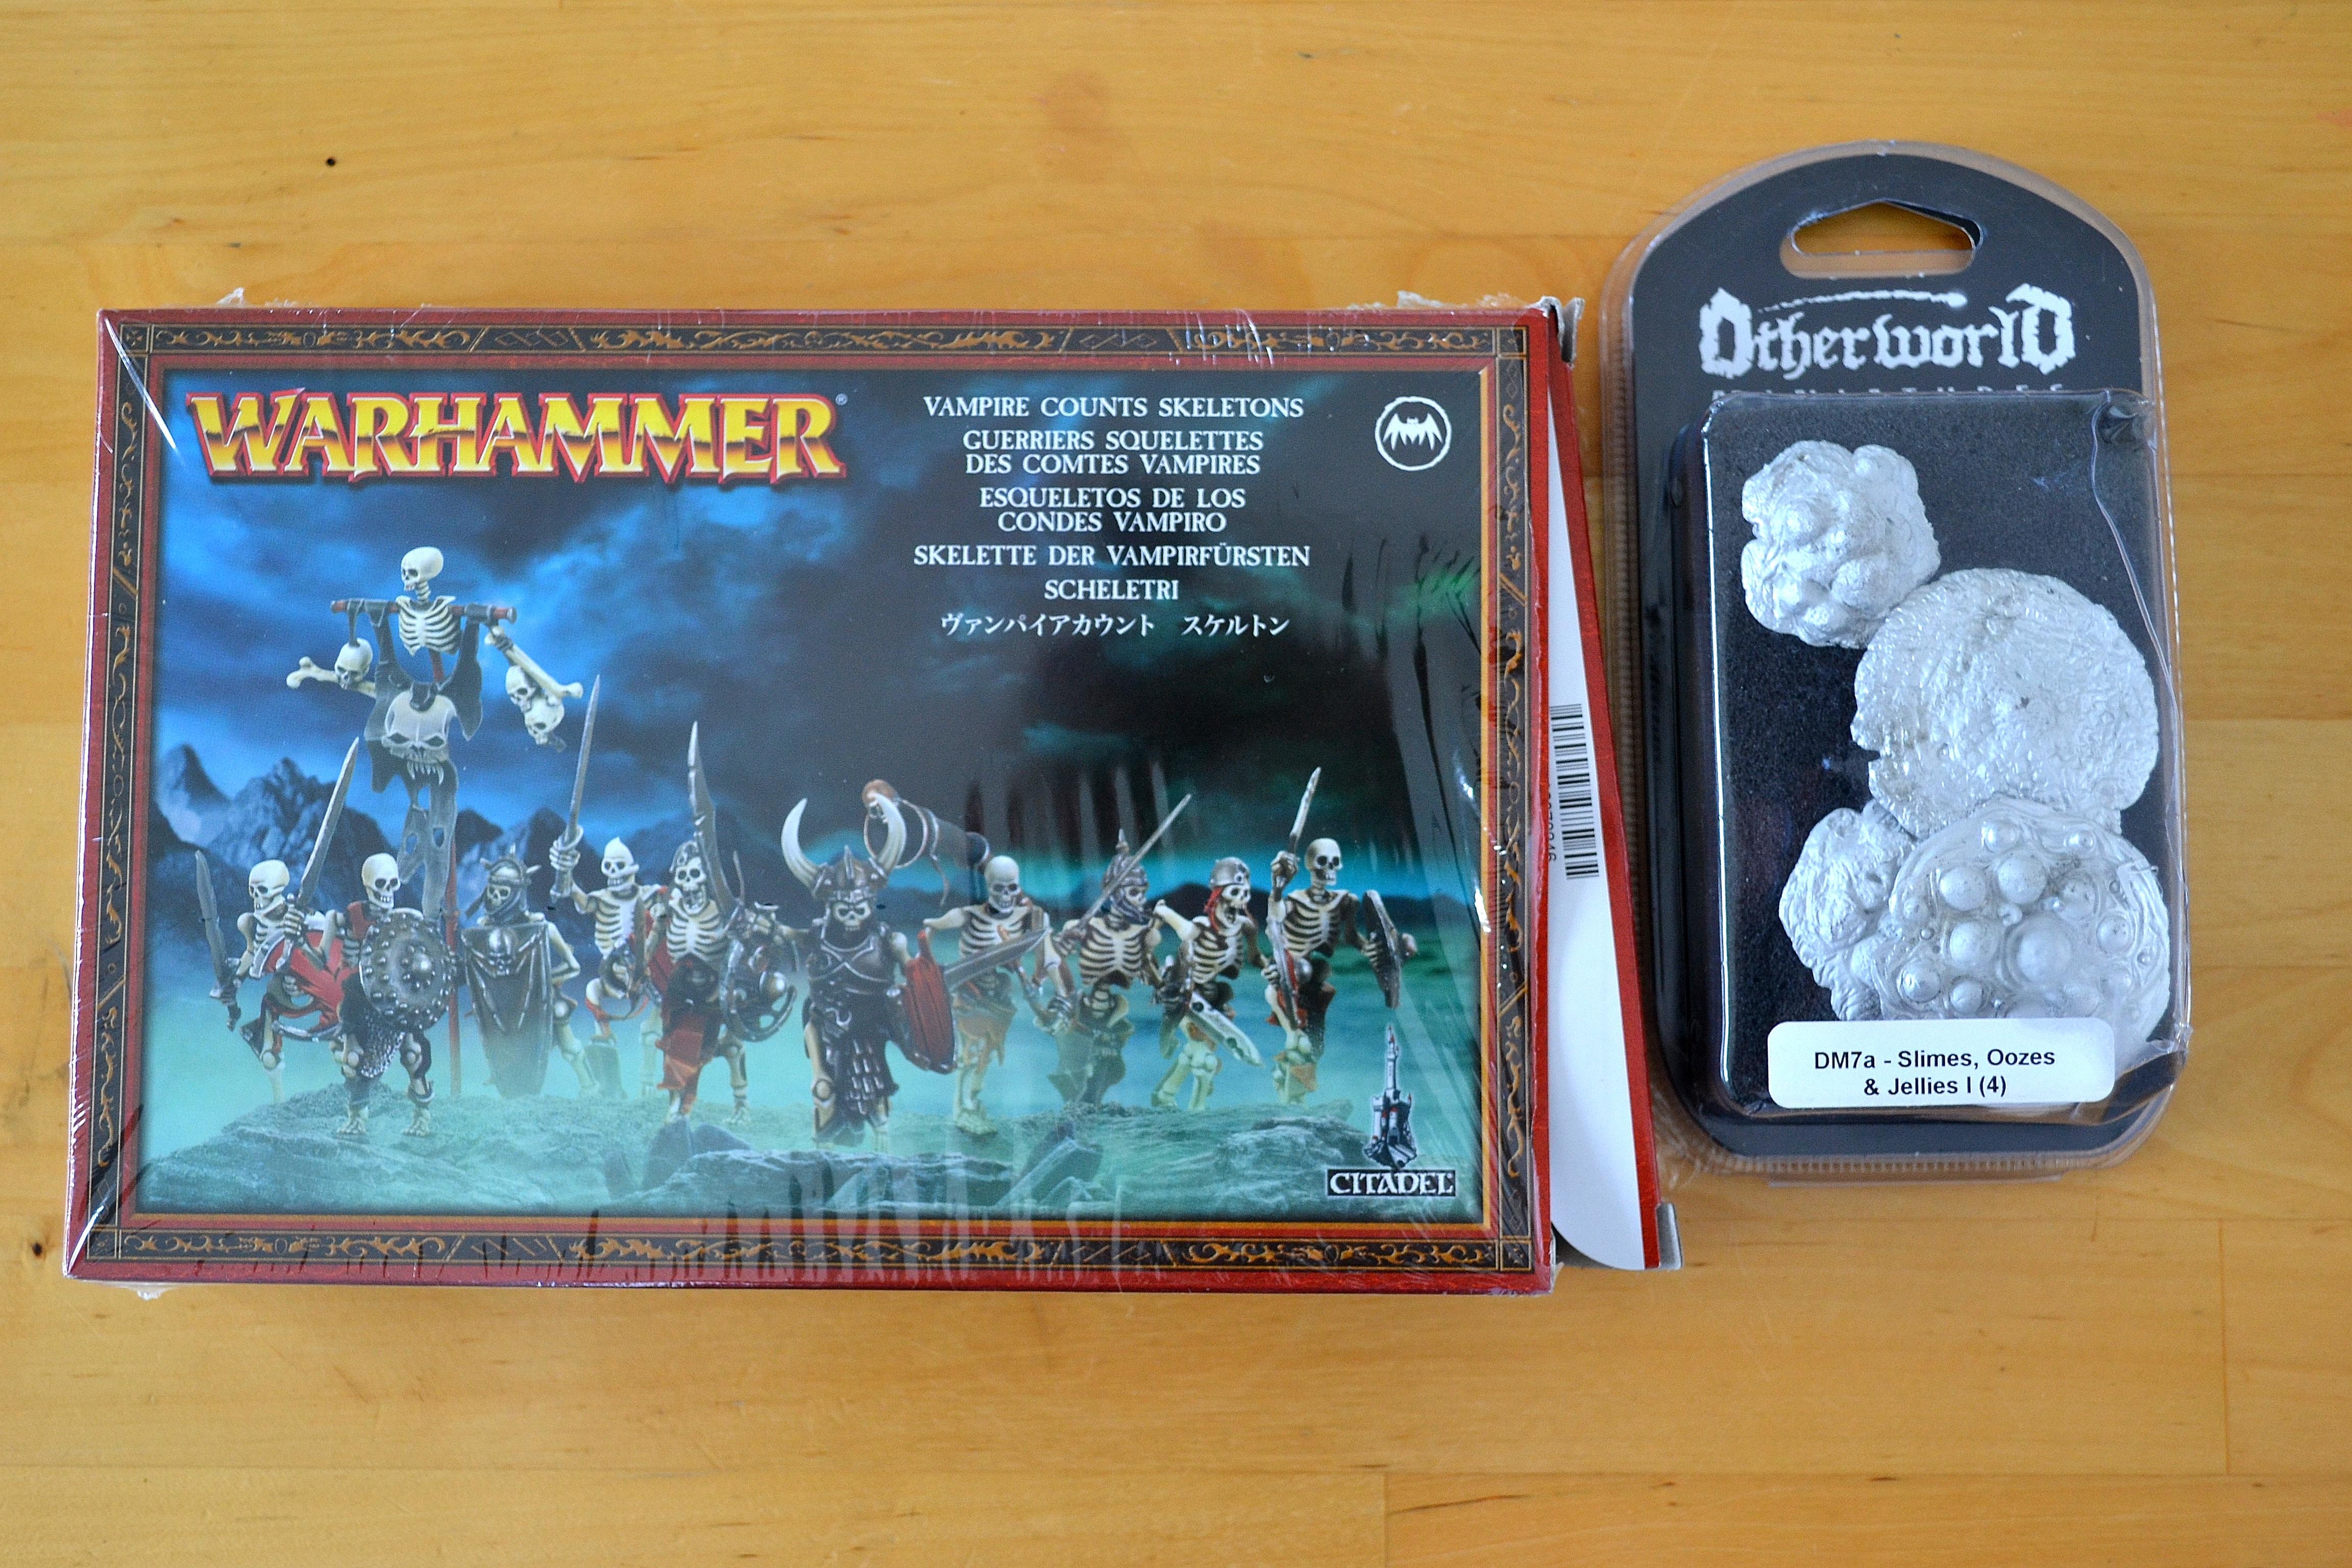 WARHAMMER®
VAMPIRE COUNTS SKELETONS
GUERRIERS SQUELETTES
DES COMTES VAMPIRES
ESQUELETOS DE LOS
CONDES VAMPIRO
SKELETTE DER VAMPIRFÜRSTEN
SCHELETRI
ヴァンパイアカウント スケルトン
CITADEL
OtherworlD
DM7a - Slimes, Oozes
& Jellies I (4)